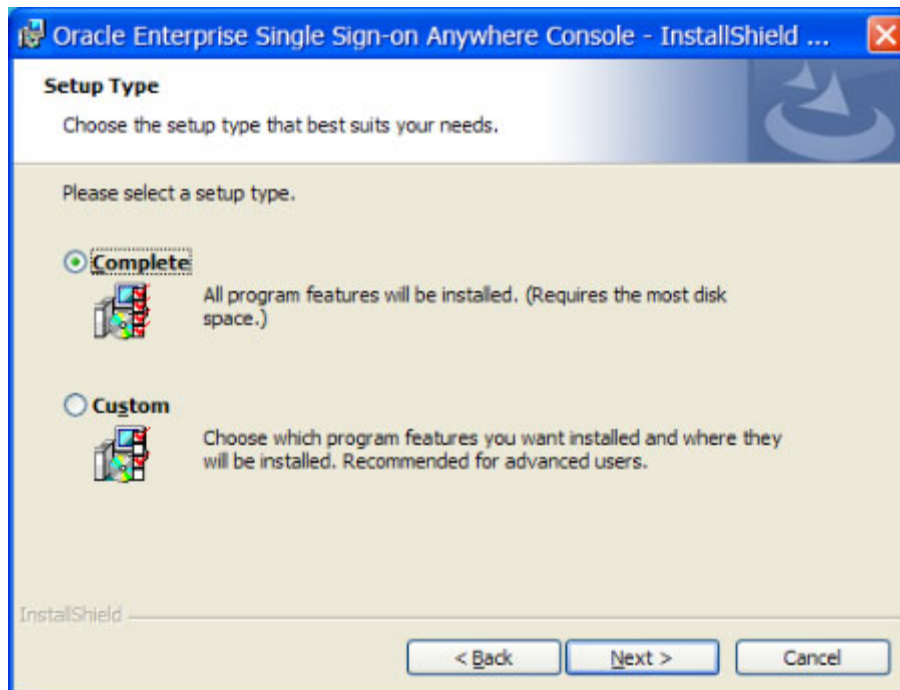 Oracle Enterprise Single Sign-on Anywhere Console - InstallShield ...
Setup Type
Choose the setup type that best suits your needs.
Please select a setup type.
Complete
All program features will be installed. (Requires the most disk
space.)
Custom
Choose which program features you want installed and where they
will be installed. Recommended for advanced users.
InstallShield
< Back
Next >
Cancel